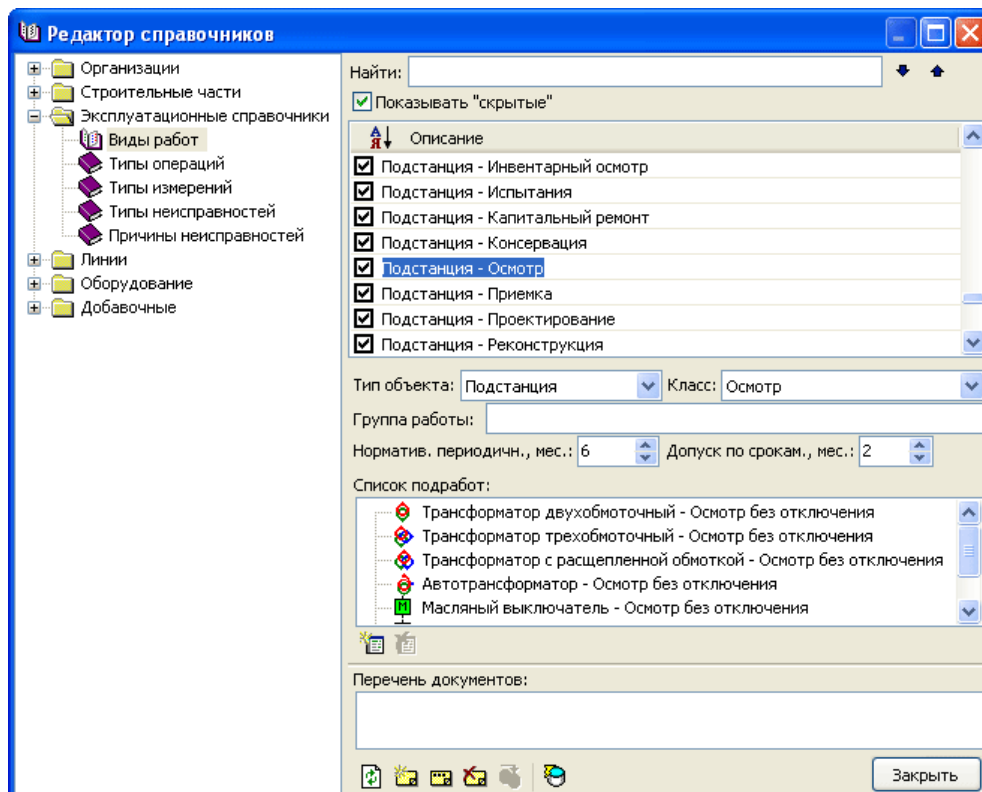 Редактор справочников
Организации
Строительные части
Эксплуатационные справочники
Виды работ
Типы операций
Типы измерений
Типы неисправностей
Причины неисправностей
Линии
Оборудование
Добавочные
Найти:
Показывать "скрытые"
АЯ Описание
Подстанция - Инвентарный осмотр
Подстанция - Испытания
Подстанция - Капитальный ремонт
Подстанция - Консервация
Подстанция - Осмотр
Подстанция - Приемка
Подстанция - Проектирование
Подстанция - Реконструкция
Тип объекта: Подстанция Класс: Осмотр
Группа работы:
Норматив. периодичн., мес.: 6 Допуск по срокам., мес.: 2
Список подработ:
Трансформатор двухобмоточный - Осмотр без отключения
Трансформатор трехобмоточный - Осмотр без отключения
Трансформатор с расщепленной обмоткой - Осмотр без отключения
Автотрансформатор - Осмотр без отключения
М Масляный выключатель - Осмотр без отключения
Перечень документов:
Закрыть